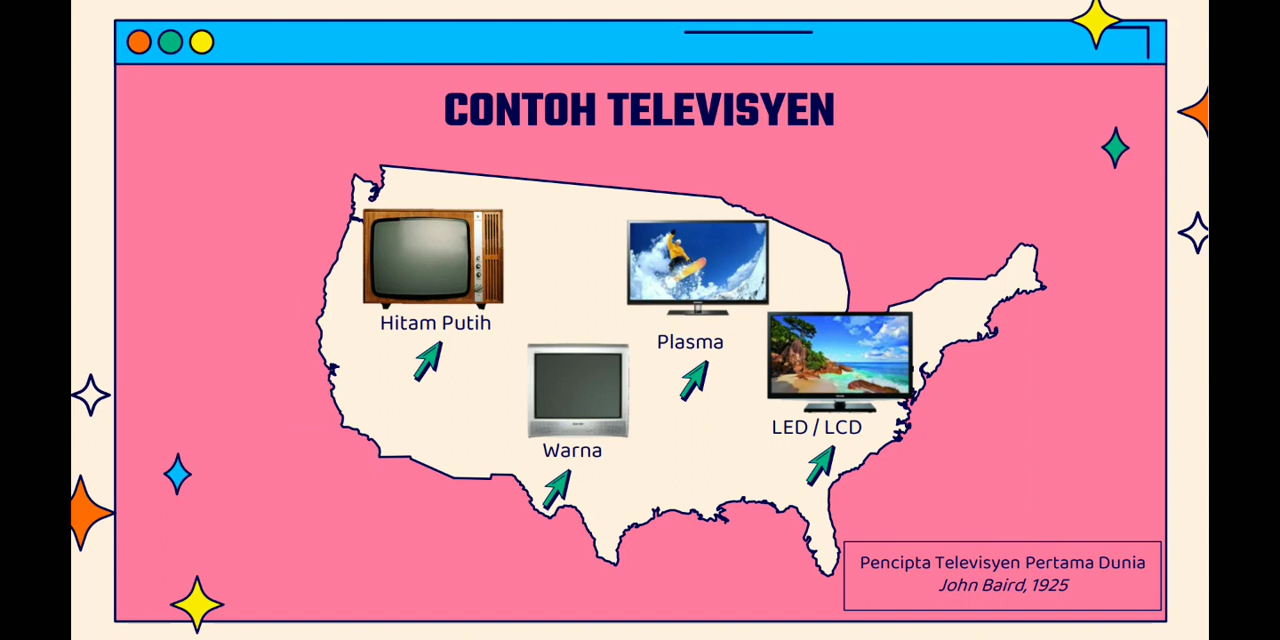 CONTOH TELEVISYEN
Hitam Putih
Plasma
Warna
LED / LCD
Pencipta Televisyen Pertama Dunia
John Baird, 1925